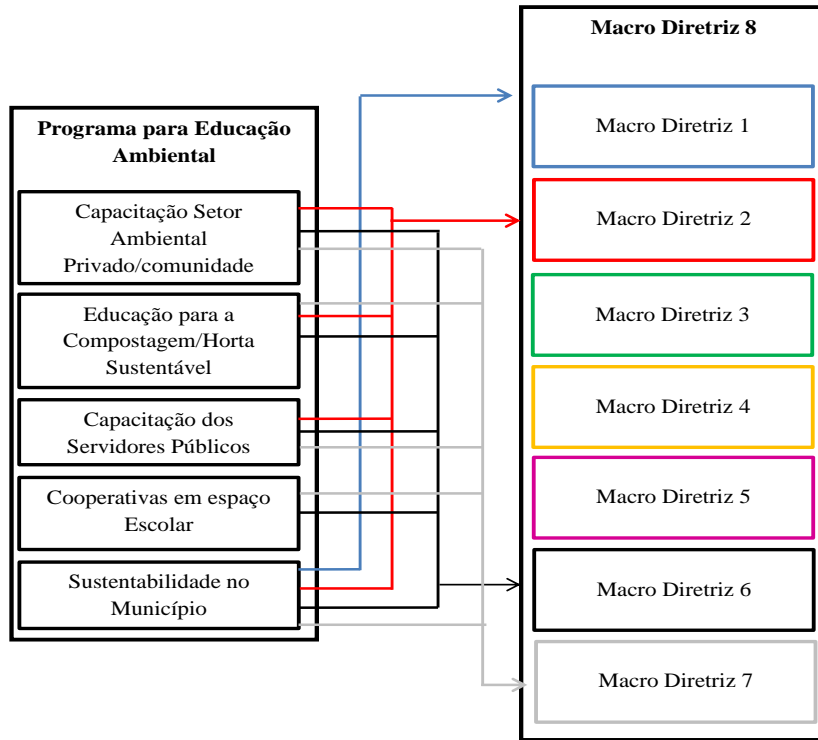 Programa para Educação
Ambiental
Capacitação Setor
Ambiental
Privado/comunidade
Educação para a
Compostagem/Horta
Sustentável
Capacitação dos
Servidores Públicos
Cooperativas em espaço
Escolar
Sustentabilidade no
Município
Macro Diretriz 8
Macro Diretriz 1
Macro Diretriz 2
Macro Diretriz 3
Macro Diretriz 4
Macro Diretriz 5
Macro Diretriz 6
Macro Diretriz 7